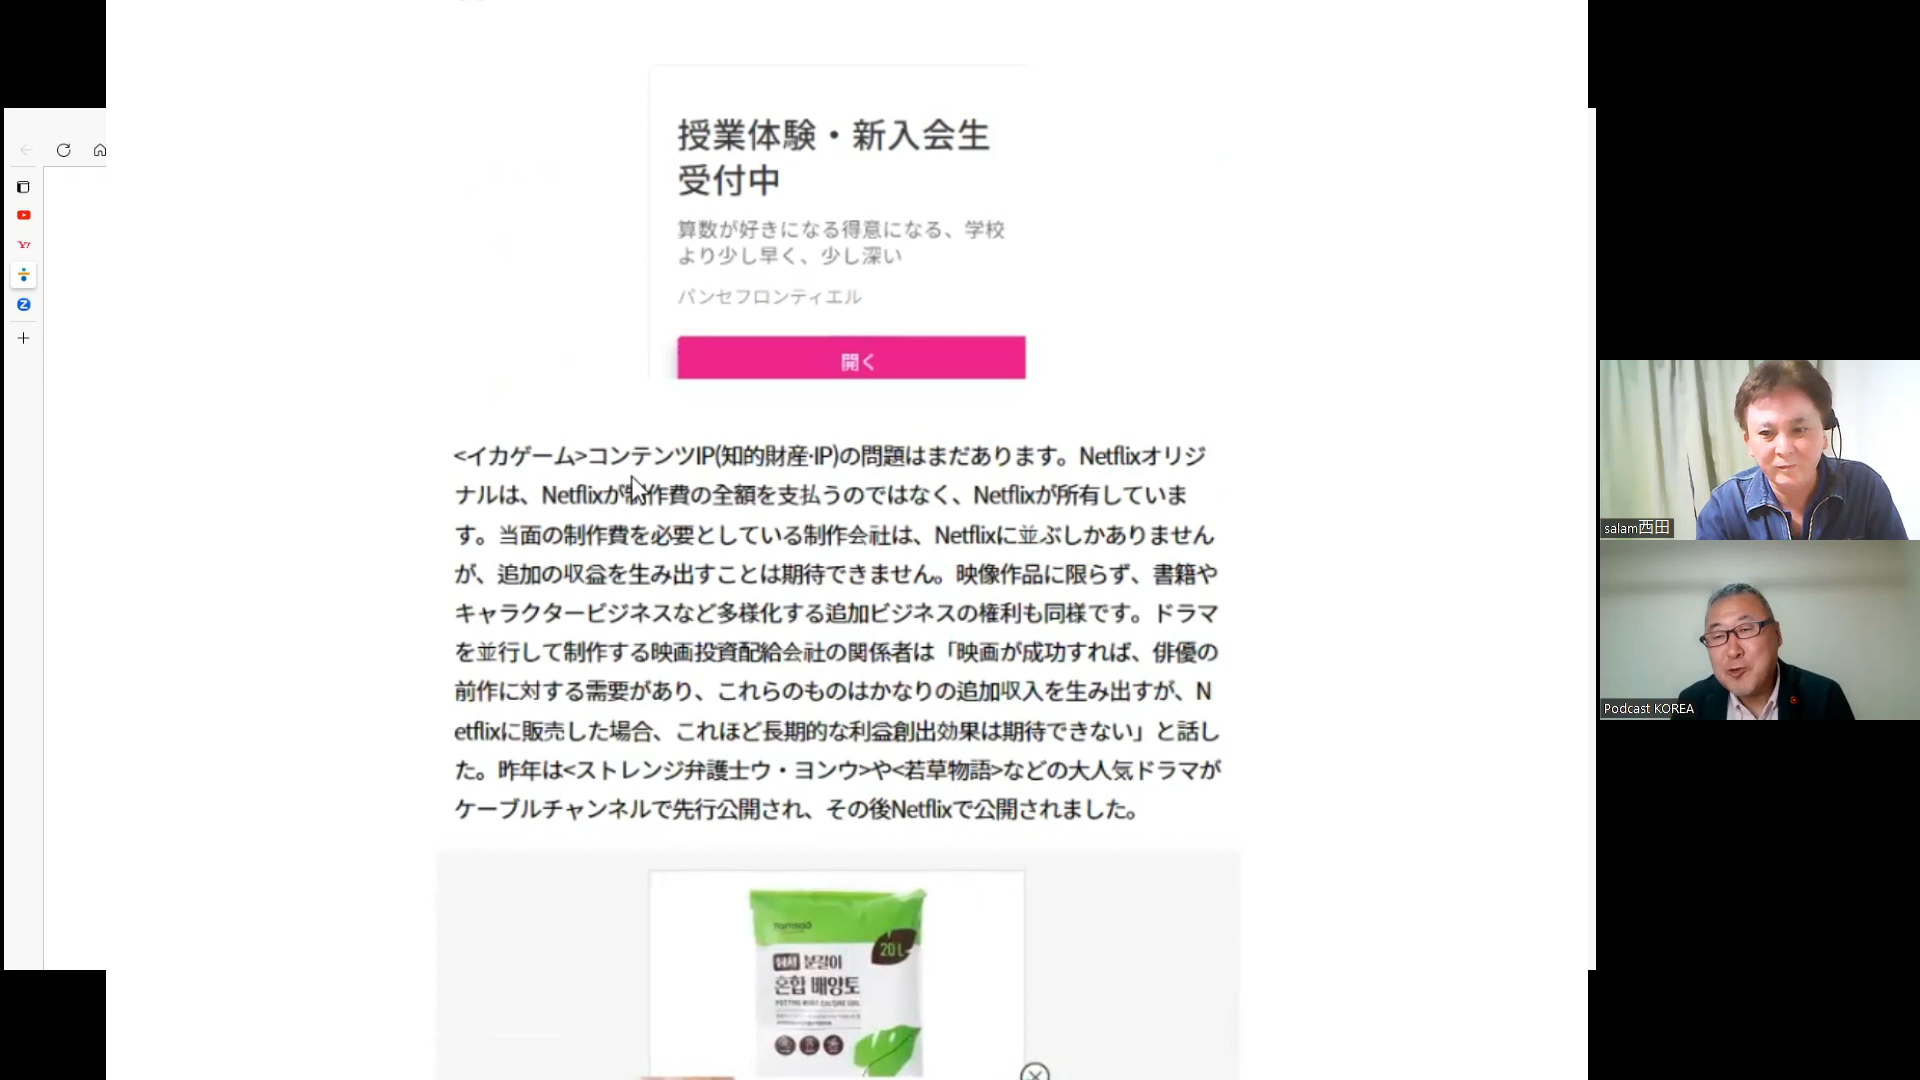 授業体験・新入会生
受付中
算数が好きになる得意になる、学校
より少し早く、少し深い
パンセフロンティエル
開く
<イカゲーム>コンテンツIP(知的財産·IP)の問題はまだあります。Netflixオリジ
ナルは、Netflixが制作費の全額を支払うのではなく、Netflixが所有していま
す。当面の制作費を必要としている制作会社は、Netflixに並ぶしかありません
が、追加の収益を生み出すことは期待できません。映像作品に限らず、書籍や
キャラクタービジネスなど多様化する追加ビジネスの権利も同様です。ドラマ
を並行して制作する映画投資配給会社の関係者は「映画が成功すれば、俳優の
前作に対する需要があり、これらのものはかなりの追加収入を生み出すが、N
etflixに販売した場合、これほど長期的な利益創出効果は期待できない」と話し
た。昨年は<ストレンジ弁護士ウ・ヨンウ>や<若草物語>などの大人気ドラマが
ケーブルチャンネルで先行公開され、その後Netflixで公開されました。
20 L
분갈이
혼합 배양토
salam西田
Podcast KOREA